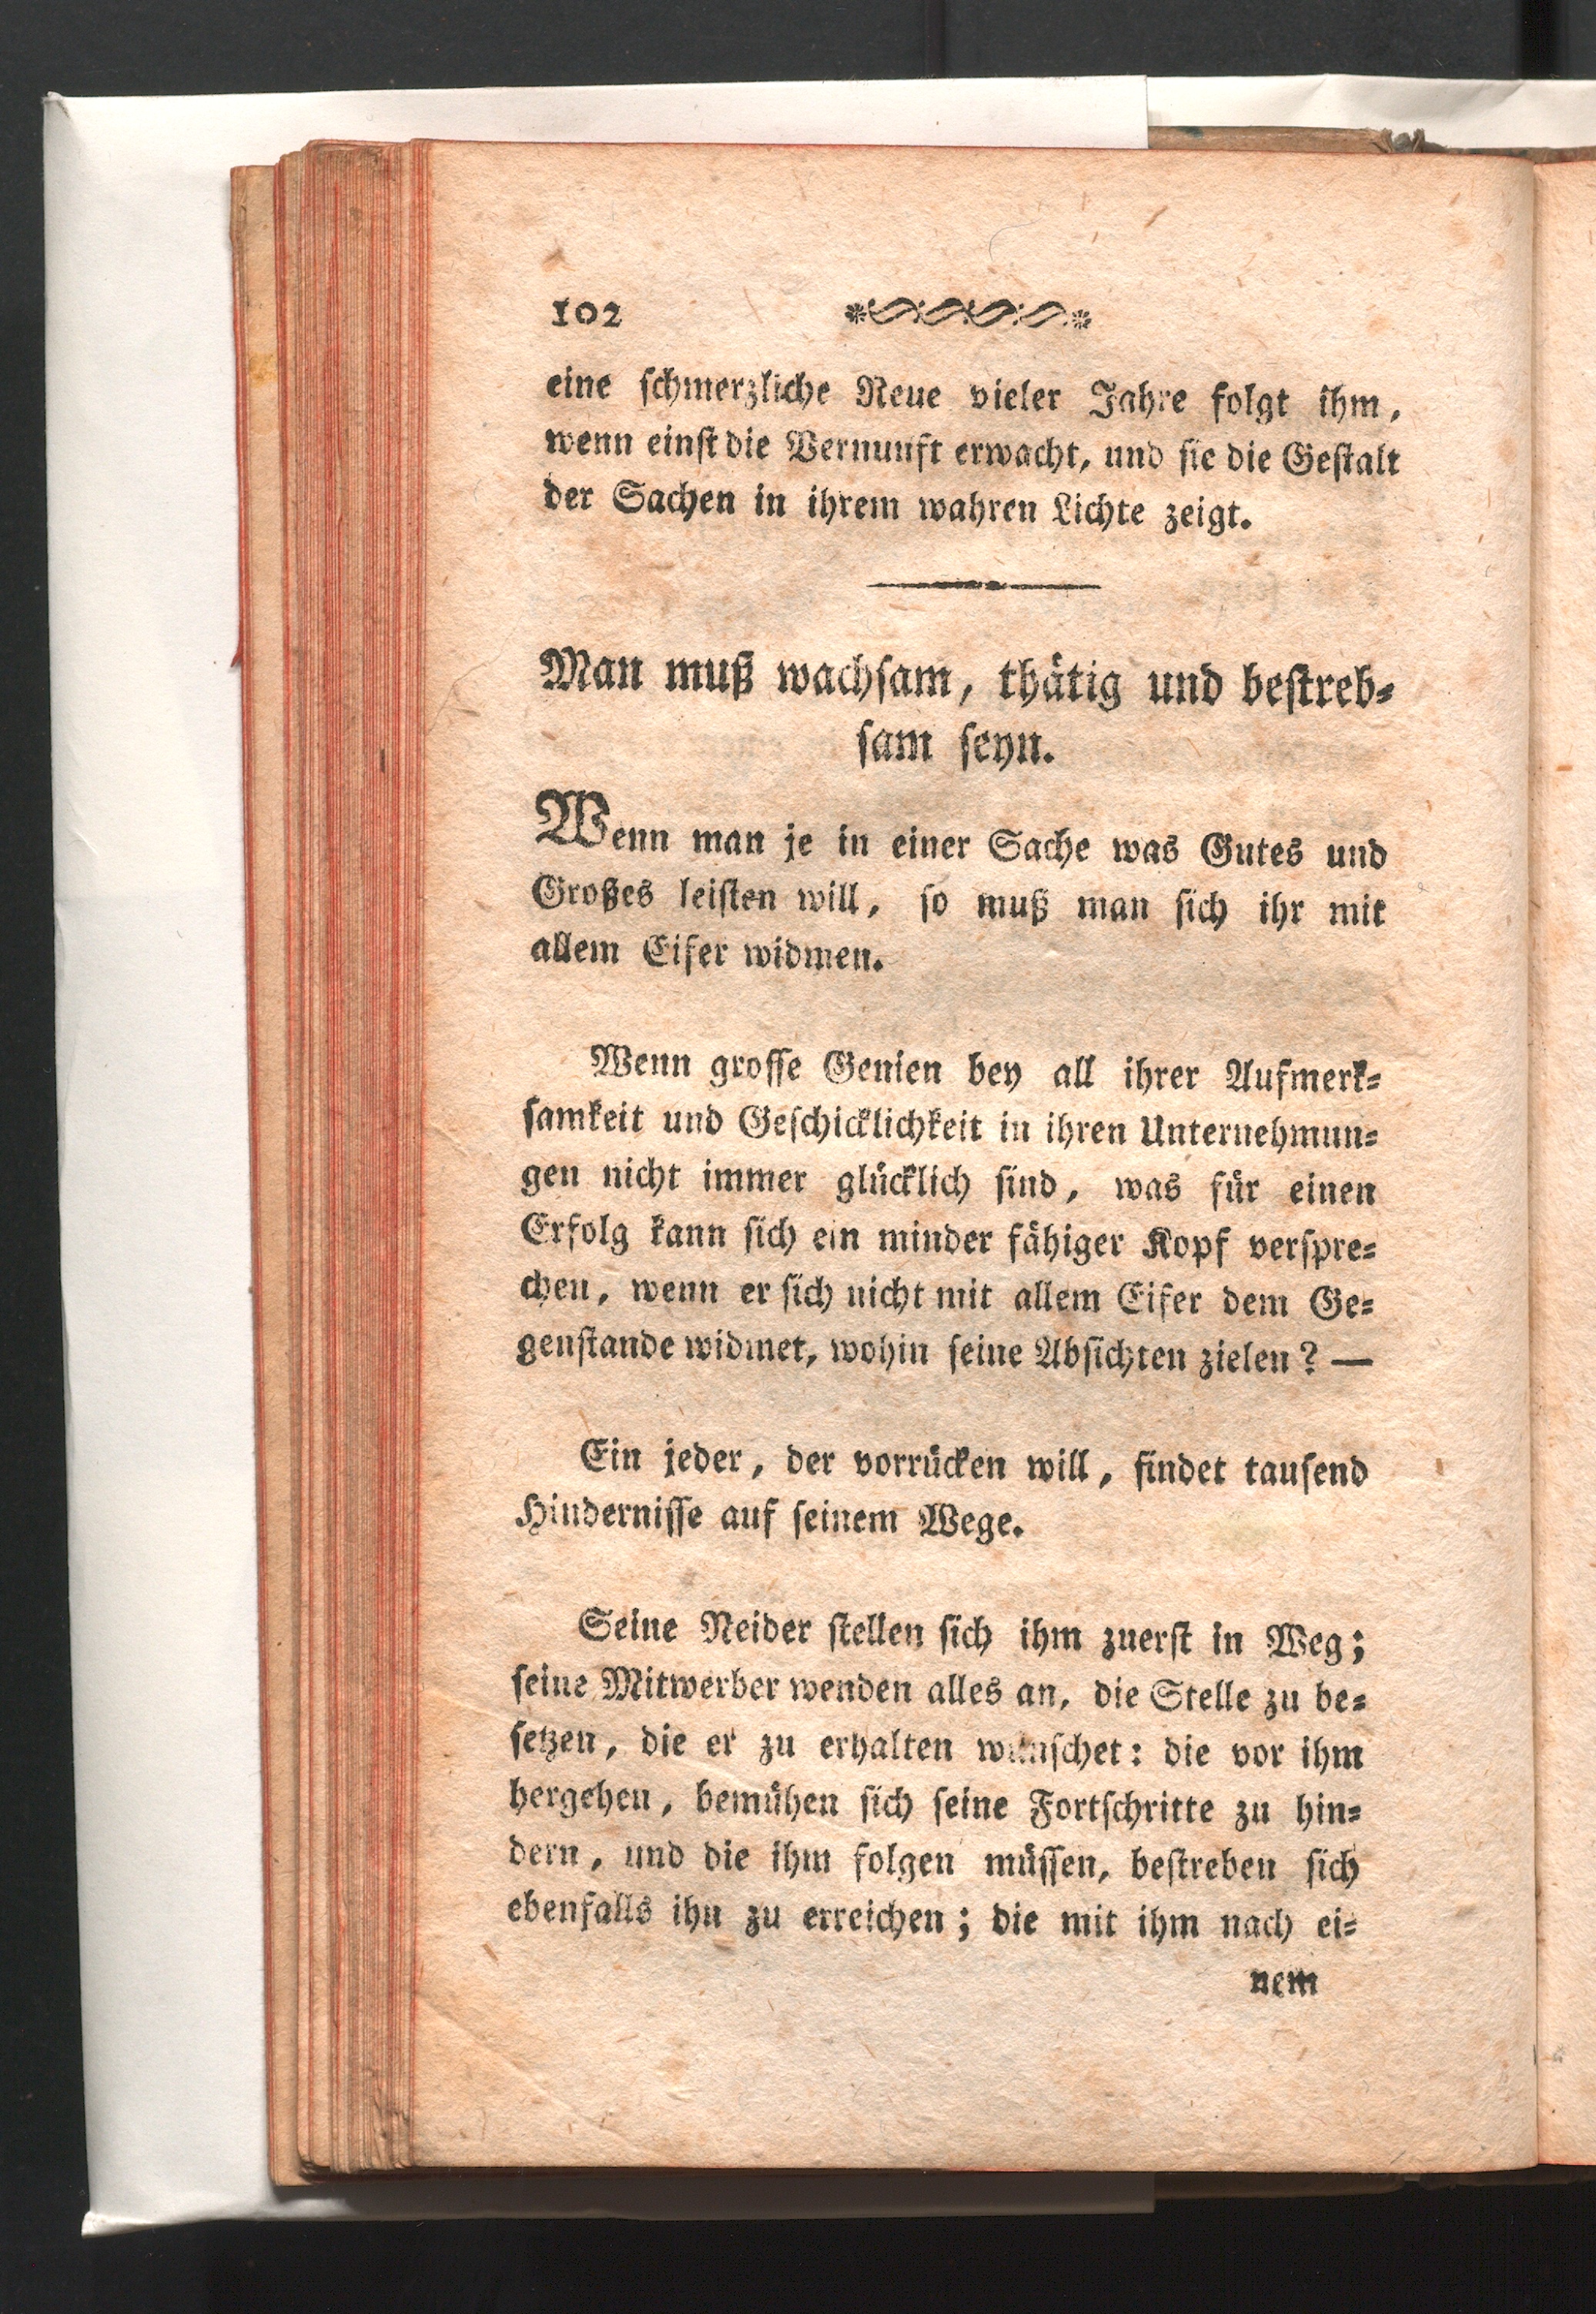 102
eine schmerzliche Reue vieler Jahre folgt ihm,
wenn einst die Vernunft erwacht, und sie die Gestalt
der Sachen in ihrem wahren Lichte zeigt.
Man muß wachsam, thätig und bestreb-
sam seyn.
Wenn man je in einer Sache was Gutes und
Großes leisten will, so muß man sich ihr mit
allem Eifer widmen.
Wenn grosse Genien bey all ihrer Aufmerk-
samkeit und Geschicklichkeit in ihren Unternehmun-
gen nicht immer glücklich sind, was für einen
Erfolg kann sich ein minder fähiger Kopf verspre-
chen, wenn er sich nicht mit allem Eifer dem Ge-
genstande widmet, wohin seine Absichten zielen? —
Ein jeder, der vorrücken will, findet tausend
Hindernisse auf seinem Wege.
Seine Neider stellen sich ihm zuerst in Weg;
seine Mitwerber wenden alles an, die Stelle zu be-
setzen, die er zu erhalten wünschet: die vor ihm
hergehen, bemühen sich seine Fortschritte zu hin-
dern, und die ihm folgen müssen, bestreben sich
ebenfalls ihn zu erreichen; die mit ihm nach ei-
nem